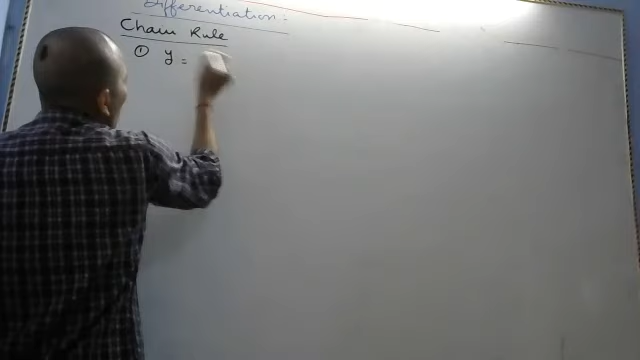 Differentiation:
Chain Rule
① y =